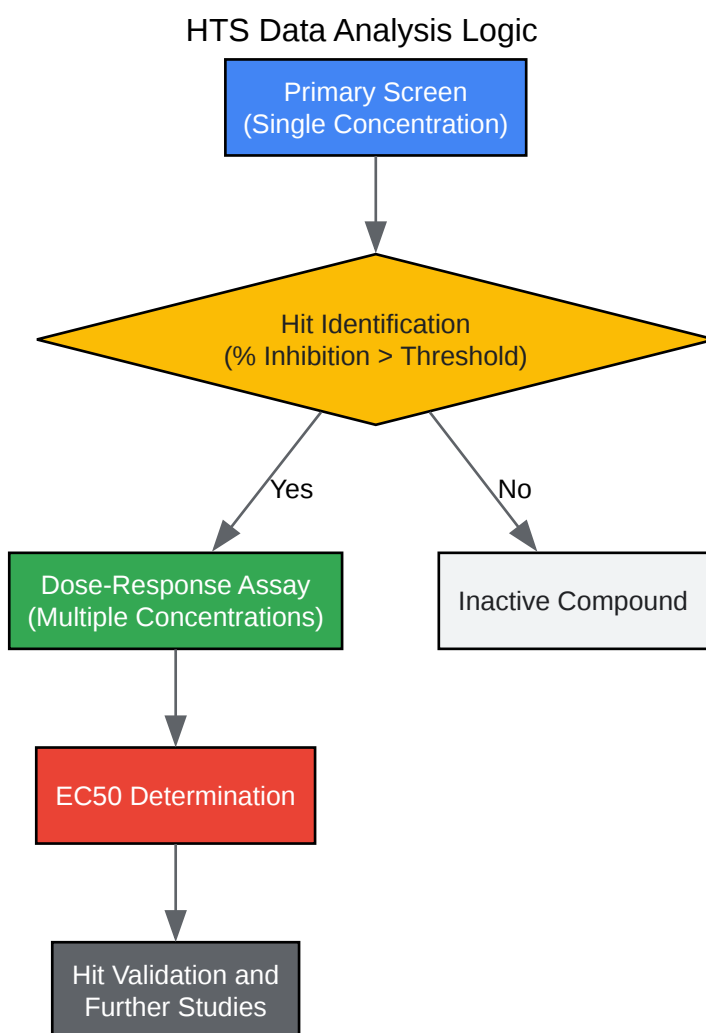 HTS Data Analysis Logic
Primary Screen
(Single Concentration)
Hit Identification
(% Inhibition > Threshold)
Yes
No
Dose-Response Assay
(Multiple Concentrations)
Inactive Compound
EC50 Determination
Hit Validation and
Further Studies